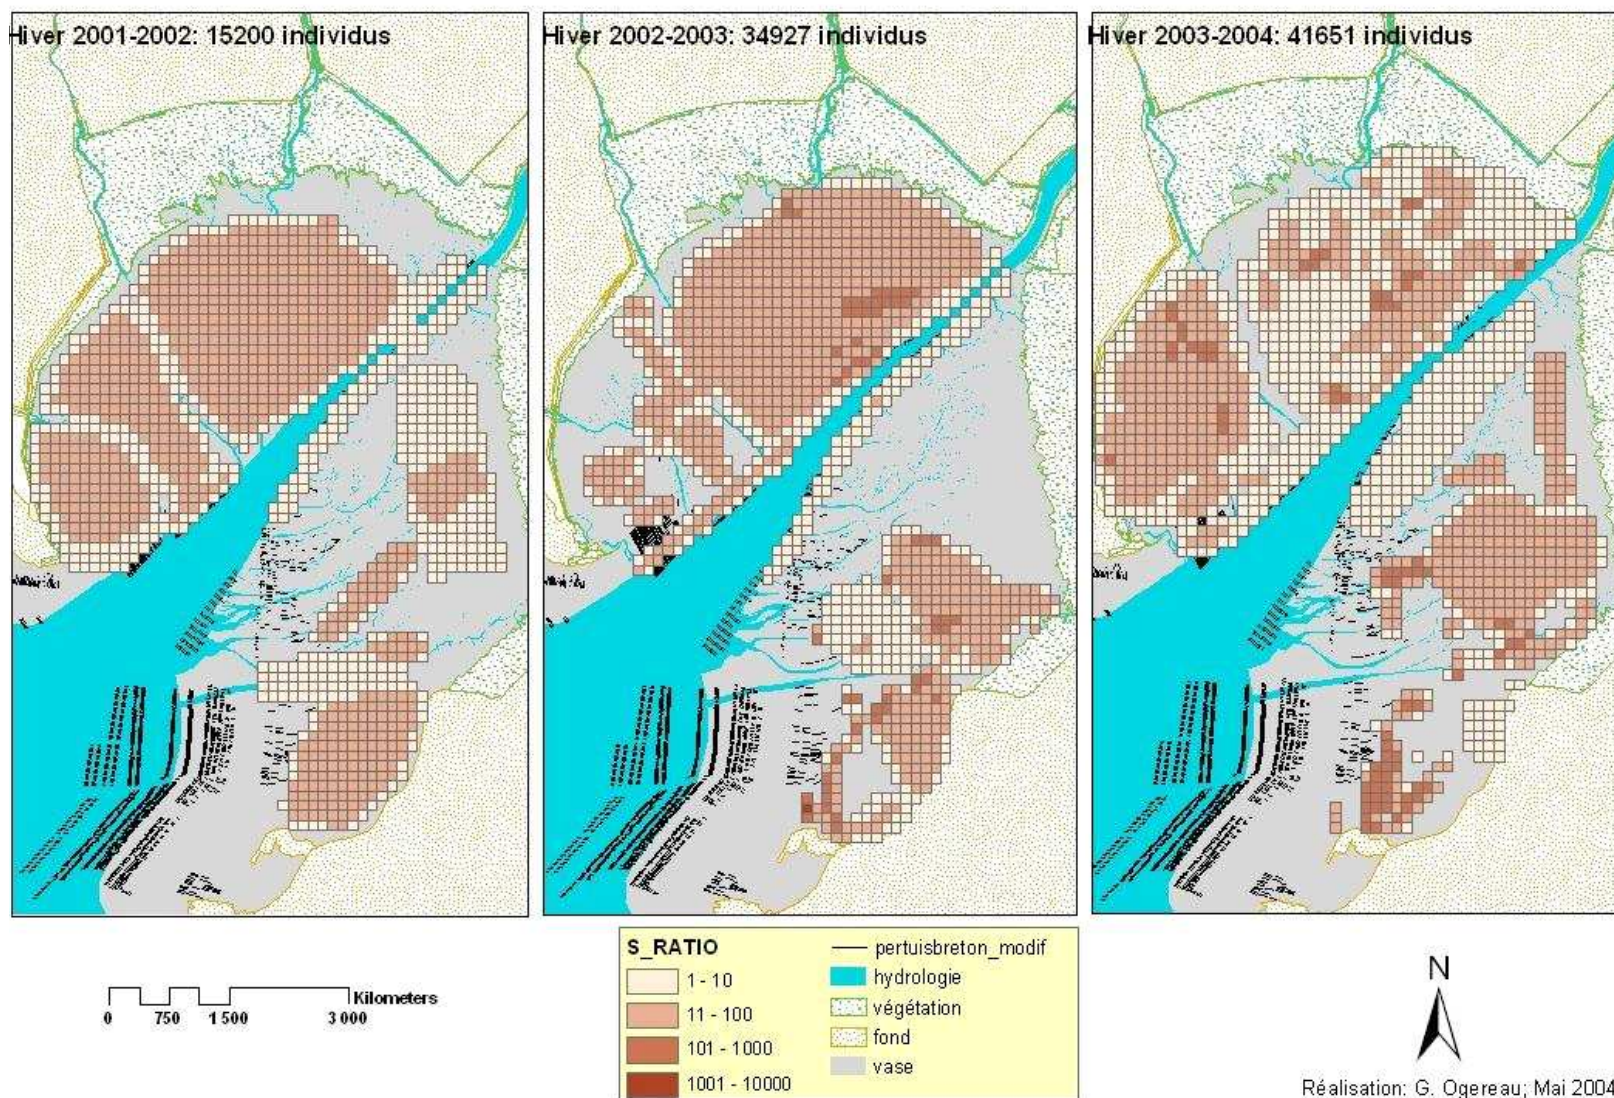 Hiver 2001-2002: 15200 individus
Hiver 2002-2003: 34927 individus
Hiver 2003-2004: 41651 individus
Kilometers
0 750 1 500 3 000
S_RATIO
1 - 10
11 - 100
101 - 1000
1001 - 10000
pertuisbreton_modif
hydrologie
végétation
fond
vase
N
Réalisation: G. Ogereau; Mai 2004